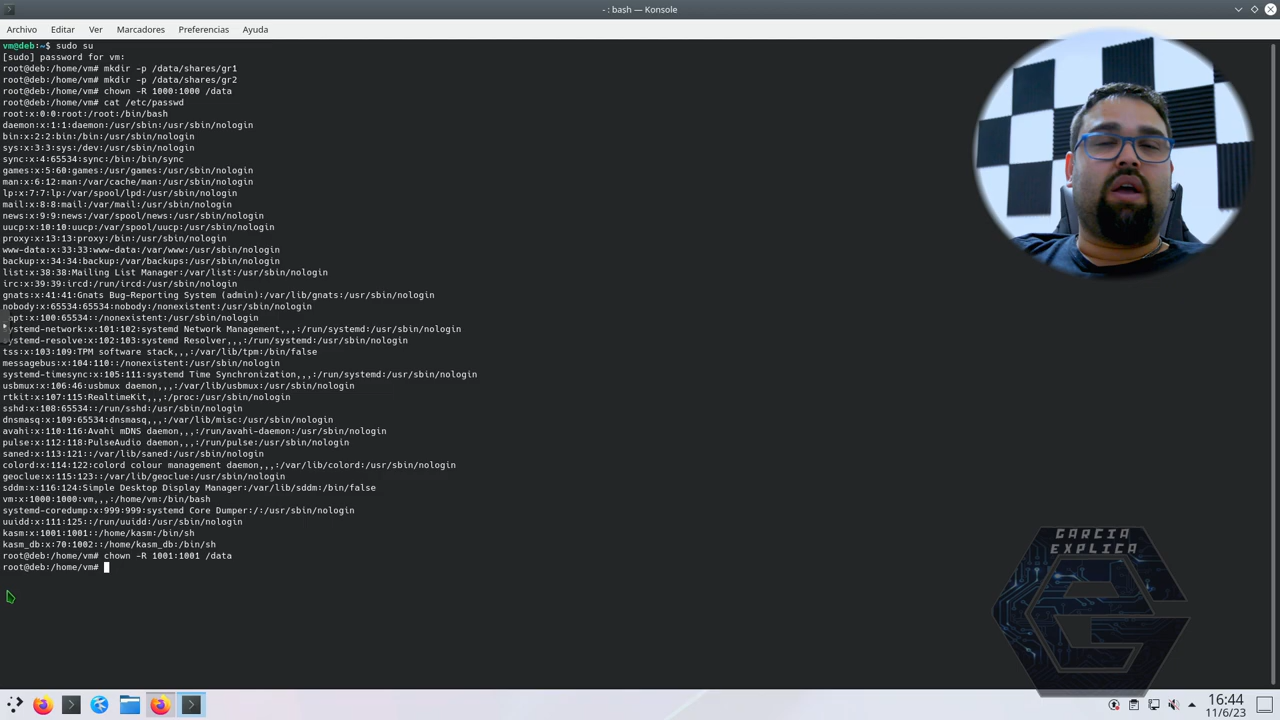 - : bash — Konsole
Archivo Editar Ver Marcadores Preferencias Ayuda
vm@deb:~$ sudo su
[sudo] password for vm:
root@deb:/home/vm# mkdir -p /data/shares/gr1
root@deb:/home/vm# mkdir -p /data/shares/gr2
root@deb:/home/vm# chown -R 1000:1000 /data
root@deb:/home/vm# cat /etc/passwd
root:x:0:0:root:/root:/bin/bash
daemon:x:1:1:daemon:/usr/sbin:/usr/sbin/nologin
bin:x:2:2:bin:/bin:/usr/sbin/nologin
sys:x:3:3:sys:/dev:/usr/sbin/nologin
sync:x:4:65534:sync:/bin:/bin/sync
games:x:5:60:games:/usr/games:/usr/sbin/nologin
man:x:6:12:man:/var/cache/man:/usr/sbin/nologin
lp:x:7:7:lp:/var/spool/lpd:/usr/sbin/nologin
mail:x:8:8:mail:/var/mail:/usr/sbin/nologin
news:x:9:9:news:/var/spool/news:/usr/sbin/nologin
uucp:x:10:10:uucp:/var/spool/uucp:/usr/sbin/nologin
proxy:x:13:13:proxy:/bin:/usr/sbin/nologin
www-data:x:33:33:www-data:/var/www:/usr/sbin/nologin
backup:x:34:34:backup:/var/backups:/usr/sbin/nologin
list:x:38:38:Mailing List Manager:/var/list:/usr/sbin/nologin
irc:x:39:39:ircd:/run/ircd:/usr/sbin/nologin
gnats:x:41:41:Gnats Bug-Reporting System (admin):/var/lib/gnats:/usr/sbin/nologin
nobody:x:65534:65534:nobody:/nonexistent:/usr/sbin/nologin
apt:x:100:65534::/nonexistent:/usr/sbin/nologin
systemd-network:x:101:102:systemd Network Management,,,:/run/systemd:/usr/sbin/nologin
systemd-resolve:x:102:103:systemd Resolver,,,:/run/systemd:/usr/sbin/nologin
tss:x:103:109:TPM software stack,,,:/var/lib/tpm:/bin/false
messagebus:x:104:110::/nonexistent:/usr/sbin/nologin
systemd-timesync:x:105:111:systemd Time Synchronization,,,:/run/systemd:/usr/sbin/nologin
usbmux:x:106:46:usbmux daemon,,,:/var/lib/usbmux:/usr/sbin/nologin
rtkit:x:107:115:RealtimeKit,,,:/proc:/usr/sbin/nologin
sshd:x:108:65534::/run/sshd:/usr/sbin/nologin
dnsmasq:x:109:65534:dnsmasq,,,:/var/lib/misc:/usr/sbin/nologin
avahi:x:110:116:Avahi mDNS daemon,,,:/run/avahi-daemon:/usr/sbin/nologin
pulse:x:112:118:PulseAudio daemon,,,:/run/pulse:/usr/sbin/nologin
saned:x:113:121::/var/lib/saned:/usr/sbin/nologin
colord:x:114:122:colord colour management daemon,,,:/var/lib/colord:/usr/sbin/nologin
geoclue:x:115:123::/var/lib/geoclue:/usr/sbin/nologin
sddm:x:116:124:Simple Desktop Display Manager:/var/lib/sddm:/bin/false
vm:x:1000:1000:vm,,,:/home/vm:/bin/bash
systemd-coredump:x:999:999:systemd Core Dumper:/:/usr/sbin/nologin
uuidd:x:111:125::/run/uuidd:/usr/sbin/nologin
kasm:x:1001:1001::/home/kasm:/bin/sh
kasm_db:x:70:1002::/home/kasm_db:/bin/sh
root@deb:/home/vm# chown -R 1001:1001 /data
root@deb:/home/vm#
GARCIA
EXPLICA
16:44
11/6/23